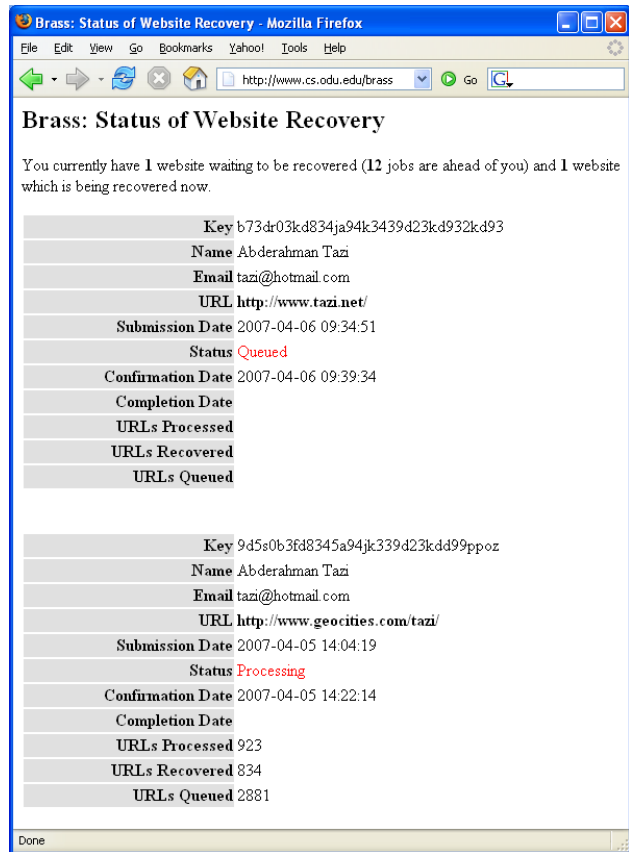 Brass: Status of Website Recovery - Mozilla Firefox
File Edit View Go Bookmarks Yahoo! Tools Help
http://www.cs.odu.edu/brass Go G
Brass: Status of Website Recovery
You currently have 1 website waiting to be recovered (12 jobs are ahead of you) and 1 website
which is being recovered now.
Key b73dr03kd834ja94k3439d23kd932kd93
Name Abderahman Tazi
Email tazi@hotmail.com
URL http://www.tazi.net/
Submission Date 2007-04-06 09:34:51
Status Queued
Confirmation Date 2007-04-06 09:39:34
Completion Date
URLs Processed
URLs Recovered
URLs Queued
Key 9d5s0b3fd8345a94jk339d23kdd99ppoz
Name Abderahman Tazi
Email tazi@hotmail.com
URL http://www.geocities.com/tazi/
Submission Date 2007-04-05 14:04:19
Status Processing
Confirmation Date 2007-04-05 14:22:14
Completion Date
URLs Processed 923
URLs Recovered 834
URLs Queued 2881
Done